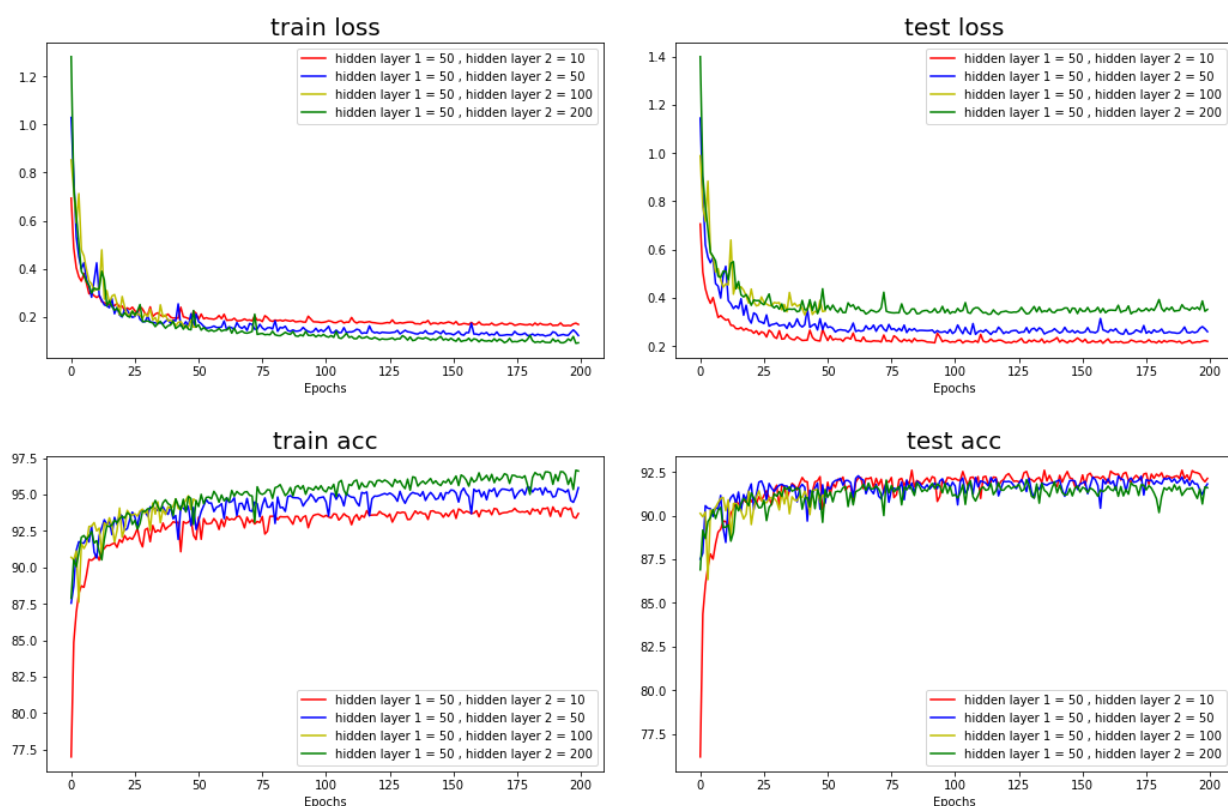 train loss
hidden layer 1 = 50 , hidden layer 2 = 10
hidden layer 1 = 50 , hidden layer 2 = 50
hidden layer 1 = 50 , hidden layer 2 = 100
hidden layer 1 = 50 , hidden layer 2 = 200
1.2
1.0
0.8
0.6
0.4
0.2
0 25 50 75 100 125 150 175 200
Epochs
test loss
hidden layer 1 = 50 , hidden layer 2 = 10
hidden layer 1 = 50 , hidden layer 2 = 50
hidden layer 1 = 50 , hidden layer 2 = 100
hidden layer 1 = 50 , hidden layer 2 = 200
1.4
1.2
1.0
0.8
0.6
0.4
0.2
0 25 50 75 100 125 150 175 200
Epochs
train acc
97.5
95.0
92.5
90.0
87.5
85.0
82.5
80.0
77.5
hidden layer 1 = 50 , hidden layer 2 = 10
hidden layer 1 = 50 , hidden layer 2 = 50
hidden layer 1 = 50 , hidden layer 2 = 100
hidden layer 1 = 50 , hidden layer 2 = 200
0 25 50 75 100 125 150 175 200
Epochs
test acc
92.5
90.0
87.5
85.0
82.5
80.0
77.5
hidden layer 1 = 50 , hidden layer 2 = 10
hidden layer 1 = 50 , hidden layer 2 = 50
hidden layer 1 = 50 , hidden layer 2 = 100
hidden layer 1 = 50 , hidden layer 2 = 200
0 25 50 75 100 125 150 175 200
Epochs